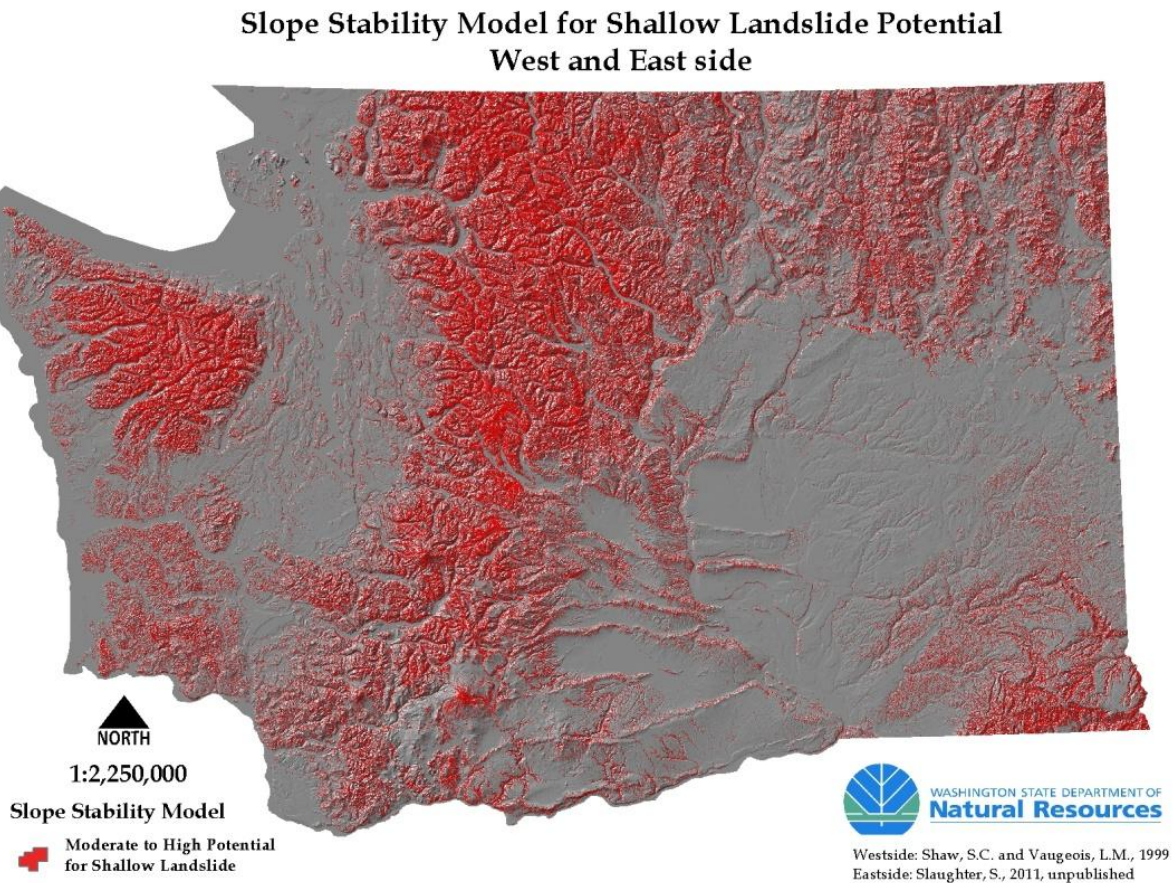 Slope Stability Model for Shallow Landslide Potential
West and East side
NORTH
1:2,250,000
Slope Stability Model
Moderate to High Potential
for Shallow Landslide
WASHINGTON STATE DEPARTMENT OF
Natural Resources
Westside: Shaw, S.C. and Vaugeois, L.M., 1999
Eastside: Slaughter, S., 2011, unpublished